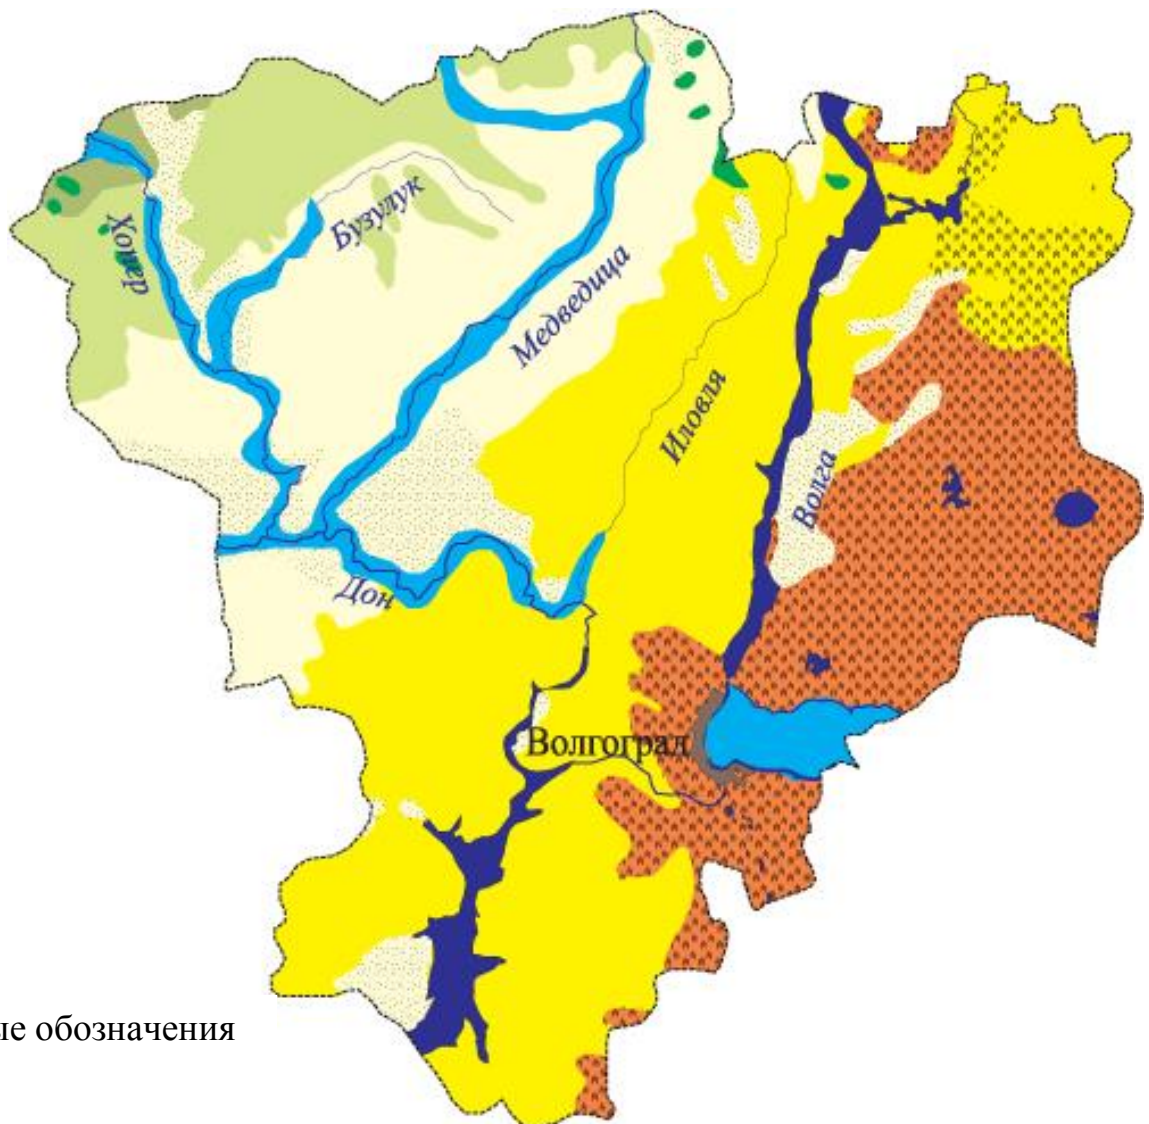 Хопер
Бузулук
Медведица
Иловля
Волга
Дон
Волгоград
ые обозначения